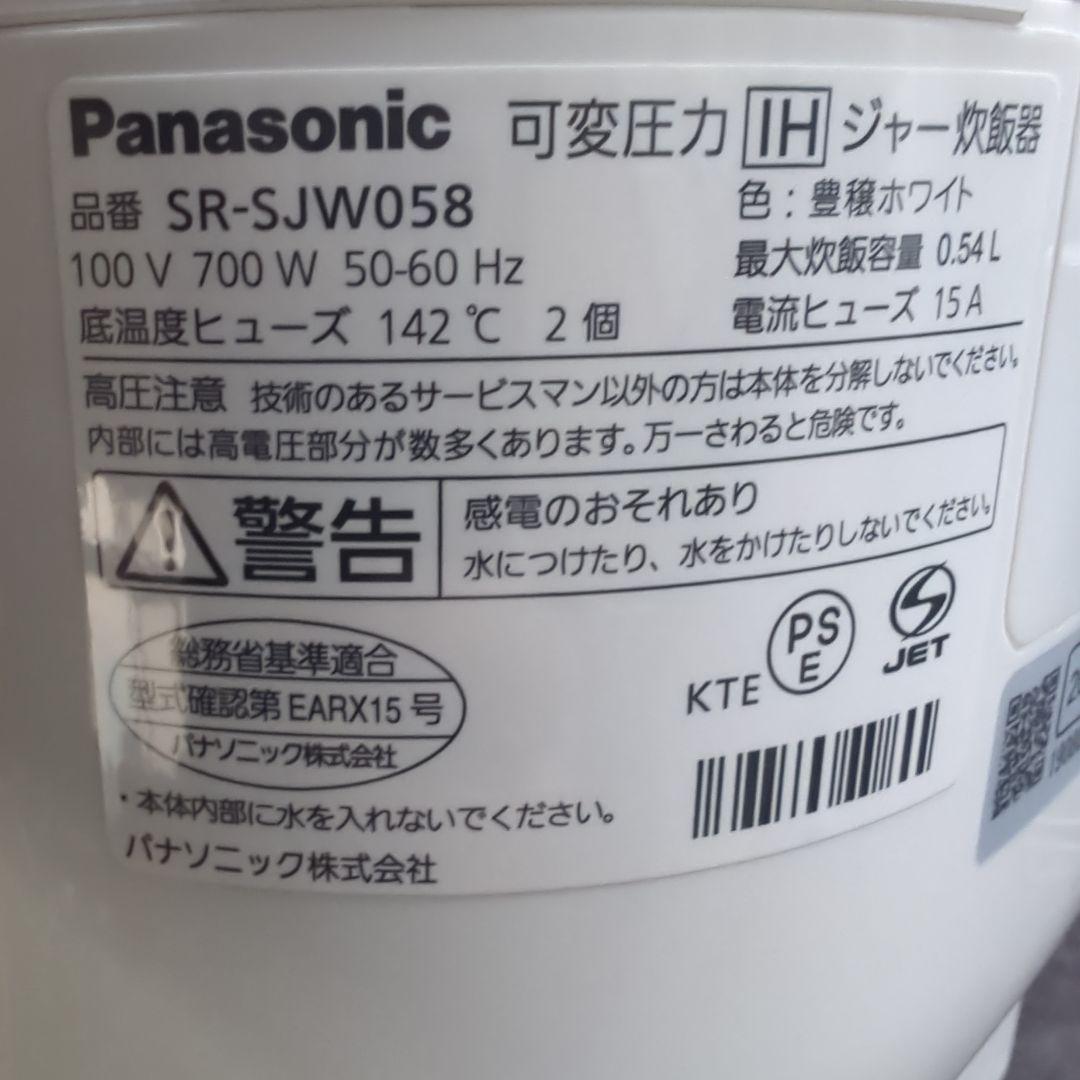 Panasonic 可変圧力 IH ジャー炊飯器
品番 SR-SJW058 色：豊穣ホワイト
100 V 700 W 50-60 Hz 最大炊飯容量 0.54 L
底温度ヒューズ 142 ℃ 2 個 電流ヒューズ 15 A
高圧注意 技術のあるサービスマン以外の方は本体を分解しないでください。
内部には高電圧部分が数多くあります。万一さわると危険です。
警告 感電のおそれあり
水につけたり、水をかけたりしないでください。
PS
E
JET
KTE
総務省基準適合
型式確認第 EARX15 号
パナソニック株式会社
・本体内部に水を入れないでください。
パナソニック株式会社